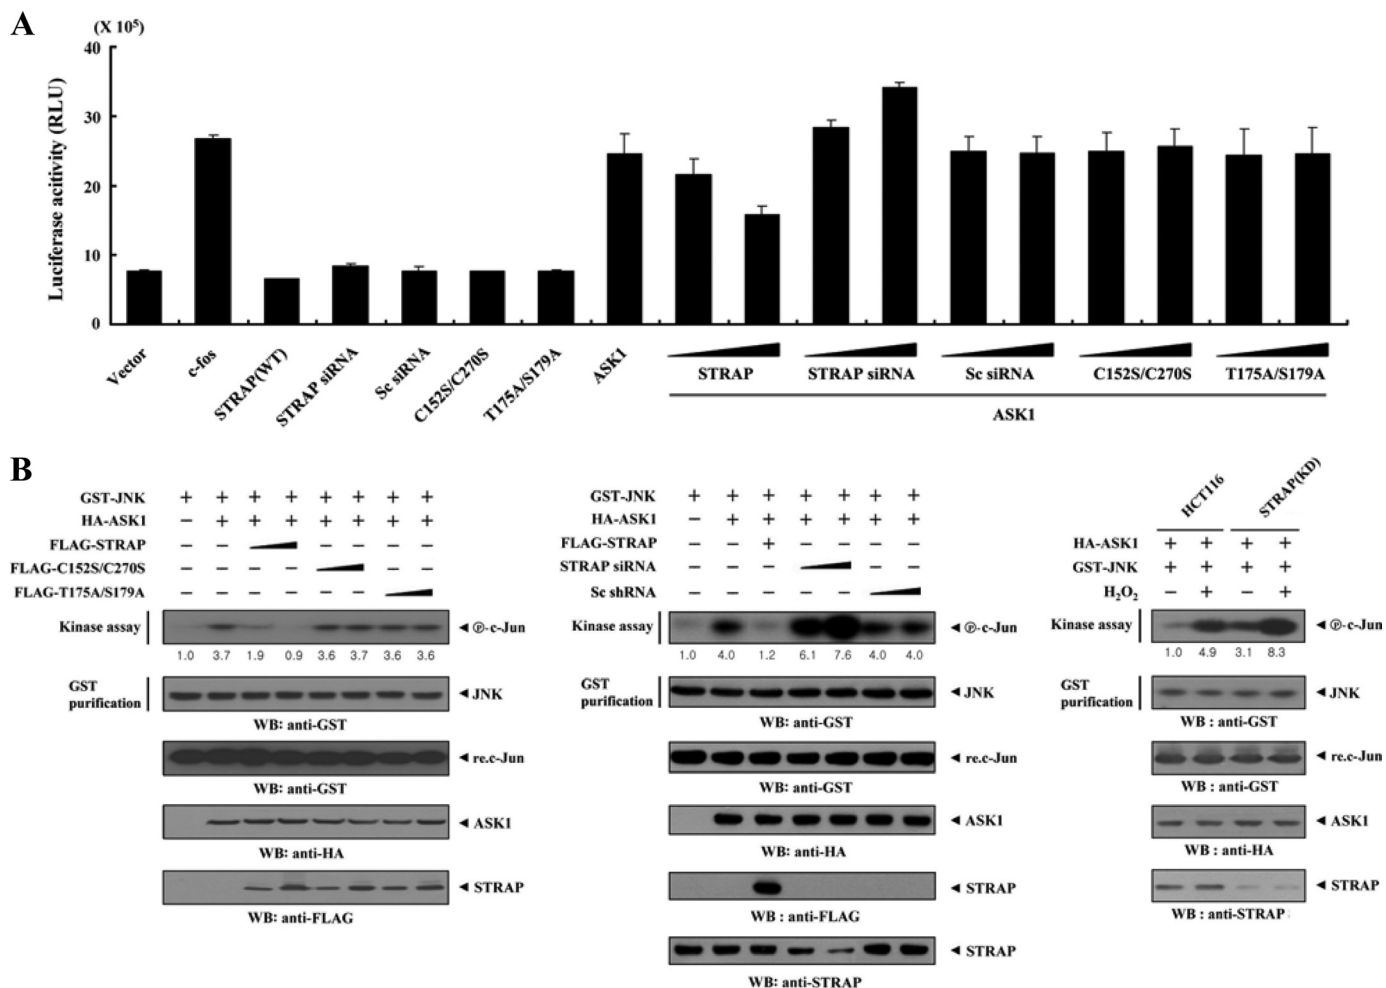 A
(X 10⁵)
40
30
20
10
0
Luciferase acitivity (RLU)
Vector
c-fos
STRAP(WT)
STRAP siRNA
Sc siRNA
C152S/C270S
T175A/S179A
ASK1
STRAP
STRAP siRNA
Sc siRNA
C152S/C270S
T175A/S179A
ASK1
B
GST-JNK + + + + + + + +
HA-ASK1 − + + + + + + +
FLAG-STRAP − − − − − −
FLAG-C152S/C270S − − − − − −
FLAG-T175A/S179A − − − − − −
Kinase assay
Ⓟ-c-Jun
1.0 3.7 1.9 0.9 3.6 3.7 3.6 3.6
GST purification
JNK
WB: anti-GST
re.c-Jun
WB: anti-GST
ASK1
WB: anti-HA
STRAP
WB: anti-FLAG
GST-JNK + + + + + + +
HA-ASK1 − + + + + + +
FLAG-STRAP − − + − − − −
STRAP siRNA − − − − −
Sc shRNA − − − − −
Kinase assay
Ⓟ-c-Jun
1.0 4.0 1.2 6.1 7.6 4.0 4.0
GST purification
JNK
WB: anti-GST
re.c-Jun
WB: anti-GST
ASK1
WB: anti-HA
STRAP
WB : anti-FLAG
STRAP
WB: anti-STRAP
HCT116
STRAP(KD)
HA-ASK1 + + + +
GST-JNK + + + +
H₂O₂ − + − +
Kinase assay
Ⓟ-c-Jun
1.0 4.9 3.1 8.3
GST purification
JNK
WB : anti-GST
re.c-Jun
WB : anti-GST
ASK1
WB : anti-HA
STRAP
WB : anti-STRAP